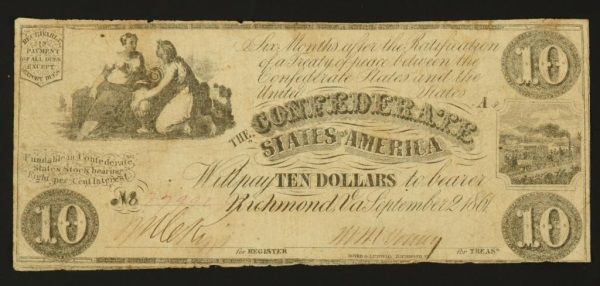 RECEIVABLE
IN
PAYMENT
OF ALL DUES
EXCEPT
EXPORT DUES
Six Months after the Ratification
of a Treaty of peace between the
Confederate States and the
United States
10
A
THE CONFEDERATE
STATES OF AMERICA
Fundable in Confederate
States Stock bearing
Eight per Cent Interest
Will pay TEN DOLLARS to bearer
No
Richmond, Va September 2 1861
10
10
for REGISTER
for TREASR